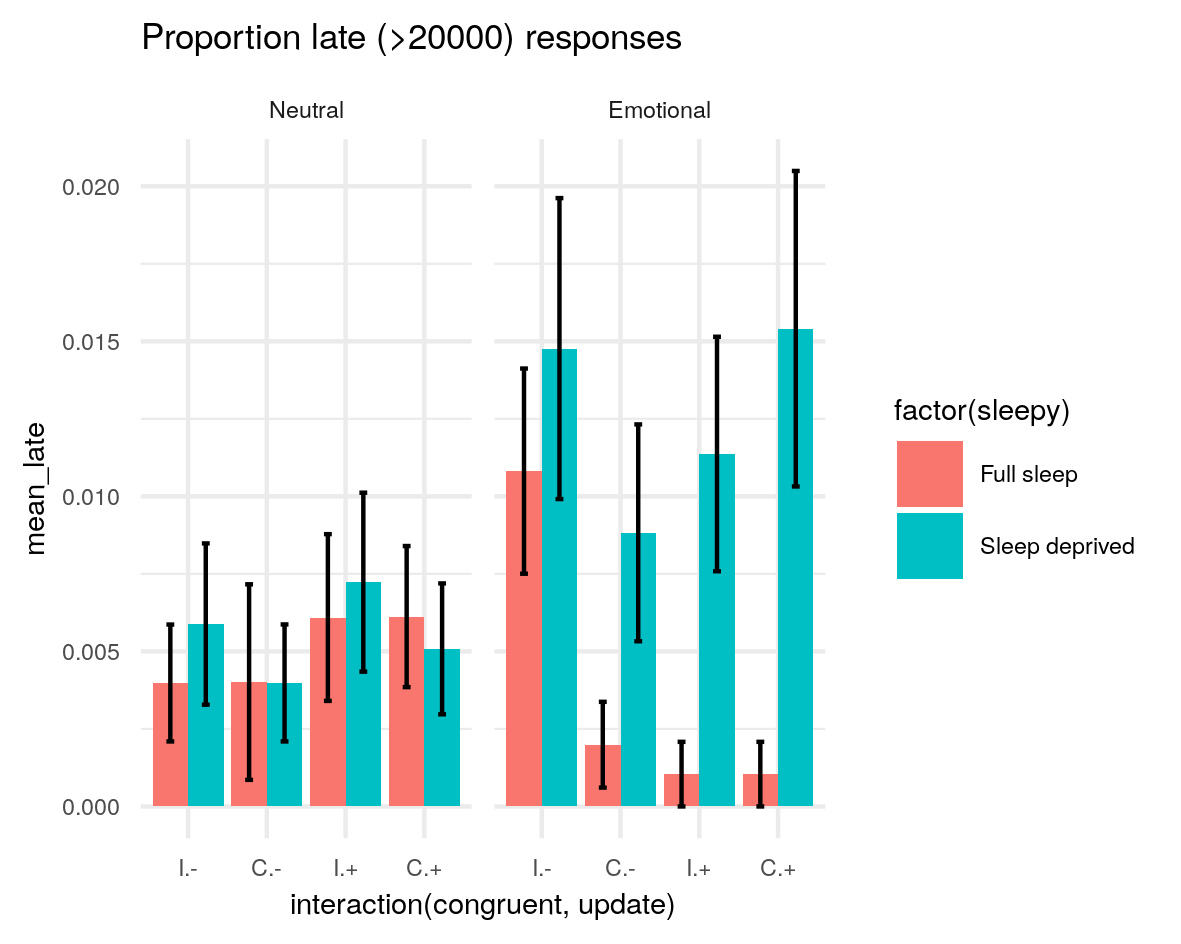 Proportion late (>20000) responses
Neutral
Emotional
0.020
0.015
0.010
0.005
0.000
mean_late
I.-
C.-
I.+
C.+
I.-
C.-
I.+
C.+
interaction(congruent, update)
factor(sleepy)
Full sleep
Sleep deprived